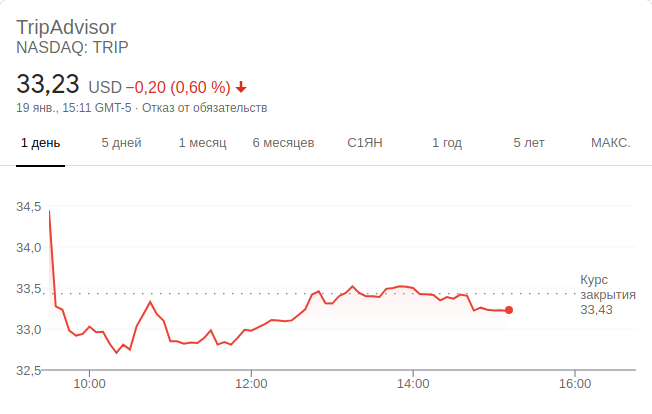 TripAdvisor
NASDAQ: TRIP
33,23 USD −0,20 (0,60 %)
19 янв., 15:11 GMT-5 · Отказ от обязательств
1 день 5 дней 1 месяц 6 месяцев С1ЯН 1 год 5 лет МАКС.
34,5
34,0
33,5
Курс
закрытия
33,43
33,0
32,5
10:00 12:00 14:00 16:00